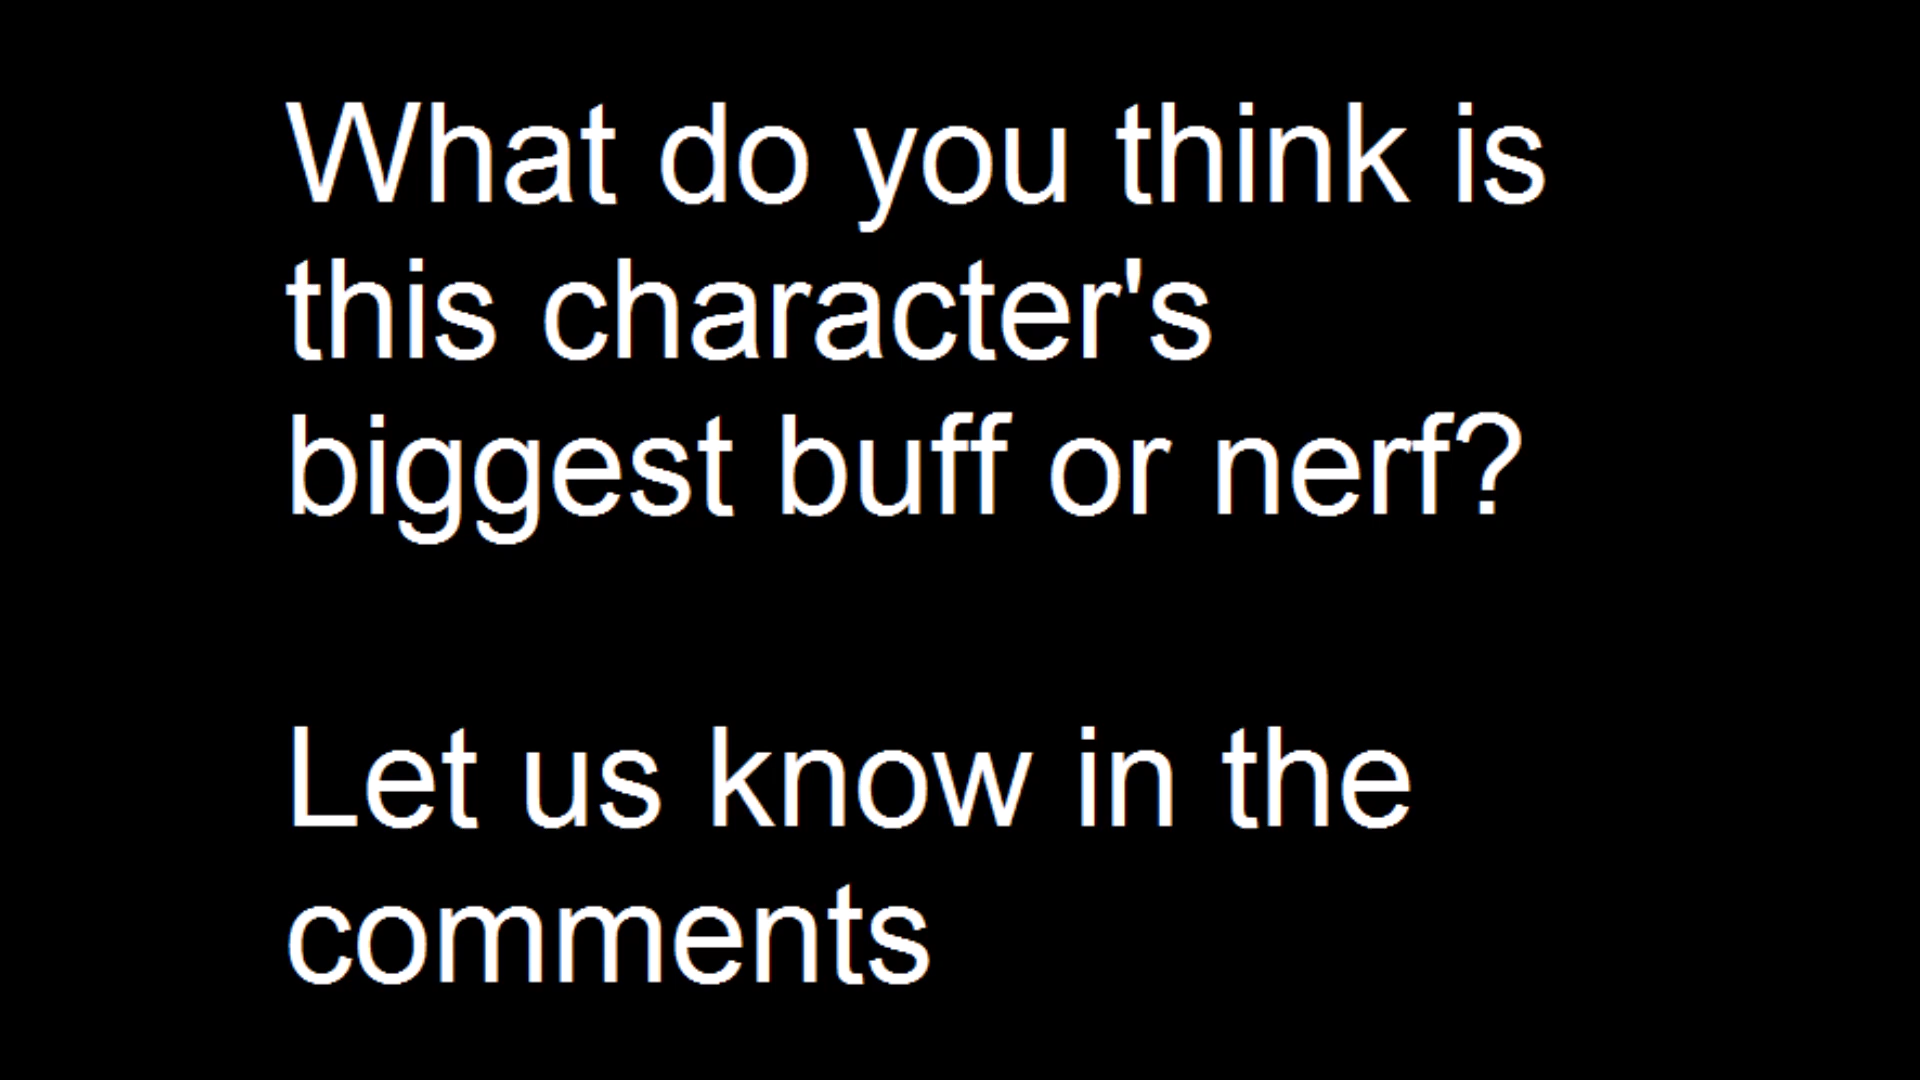 What do you think is
this character's
biggest buff or nerf?
Let us know in the
comments